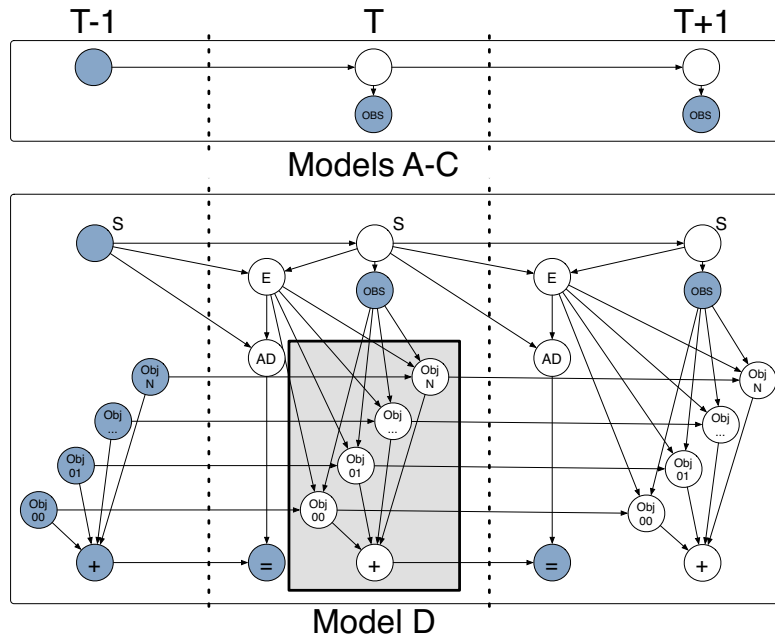 T-1 T T+1
OBS OBS
Models A-C
S S S
E E
OBS OBS
AD AD
Obj
N
Obj
N
Obj
N
Obj
...
Obj
...
Obj
...
Obj
01
Obj
01
Obj
01
Obj
00
Obj
00
Obj
00
+ = + = +
Model D